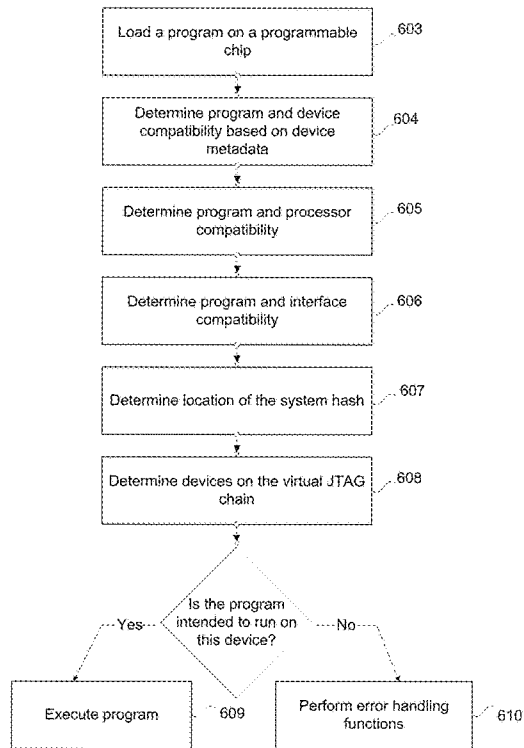 Load a program on a programmable
chip
603
Determine program and device
compatibility based on device
metadata
604
Determine program and processor
compatibility
605
Determine program and interface
compatibility
606
Determine location of the system hash
607
Determine devices on the virtual JTAG
chain
608
Is the program
intended to run on
this device?
Yes
No
Execute program
609
Perform error handling
functions
610